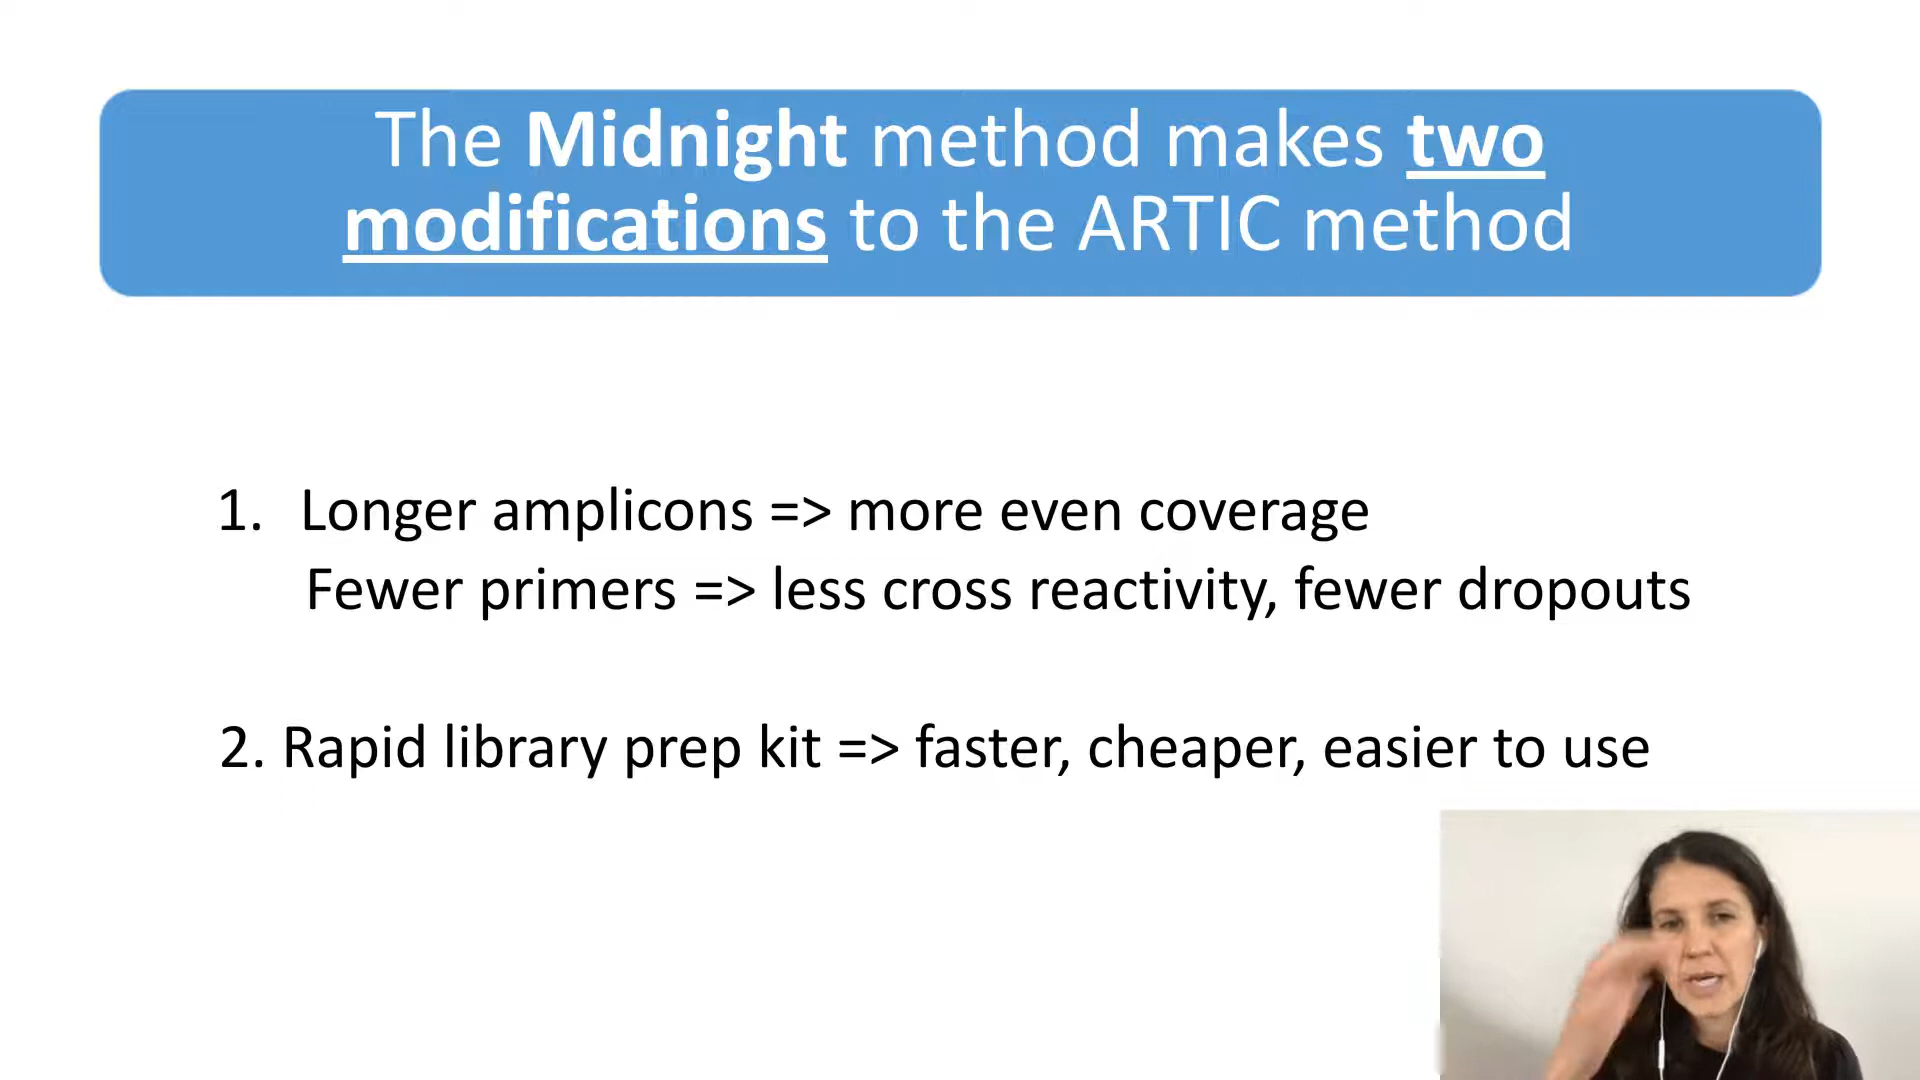 The Midnight method makes two
modifications to the ARTIC method
1. Longer amplicons => more even coverage
Fewer primers => less cross reactivity, fewer dropouts
2. Rapid library prep kit => faster, cheaper, easier to use